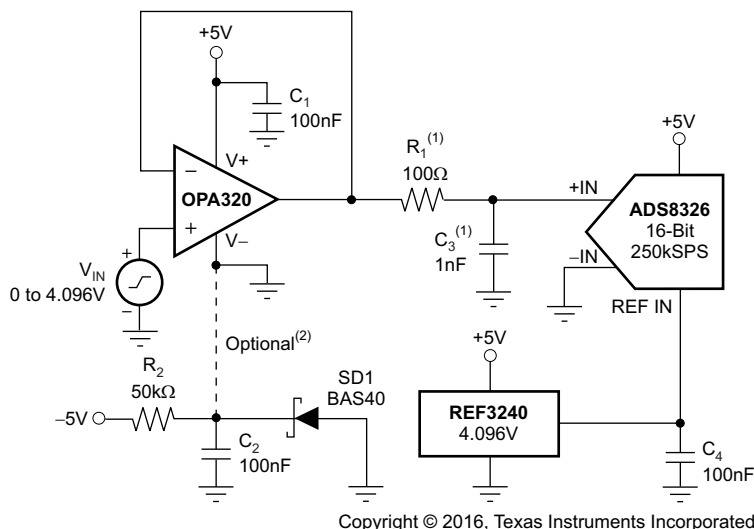 +5V
C1
100nF
V+
−
OPA320
+
V−
+
VIN
0 to 4.096V
−
R1(1)
100Ω
C3(1)
1nF
+5V
+IN
ADS8326
16-Bit
250kSPS
−IN
REF IN
Optional(2)
R2
50kΩ
−5V
C2
100nF
SD1
BAS40
+5V
REF3240
4.096V
C4
100nF
Copyright © 2016, Texas Instruments Incorporated